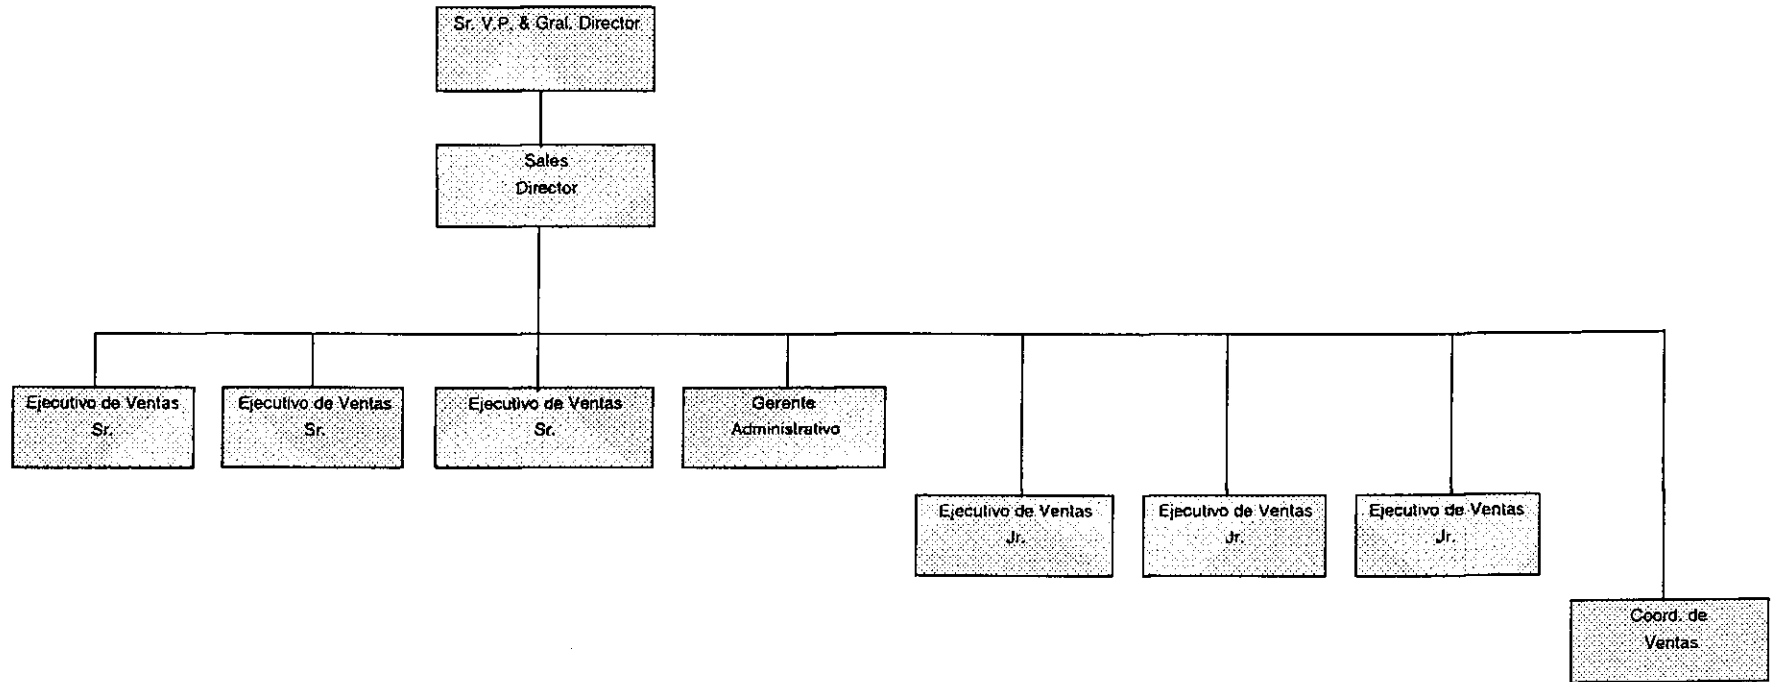 Sr. V.P. & Gral. Director
Sales
Director
Ejecutivo de Ventas
Sr.
Ejecutivo de Ventas
Sr.
Ejecutivo de Ventas
Sr.
Gerente
Administrativo
Ejecutivo de Ventas
Jr.
Ejecutivo de Ventas
Jr.
Ejecutivo de Ventas
Jr.
Coord. de
Ventas